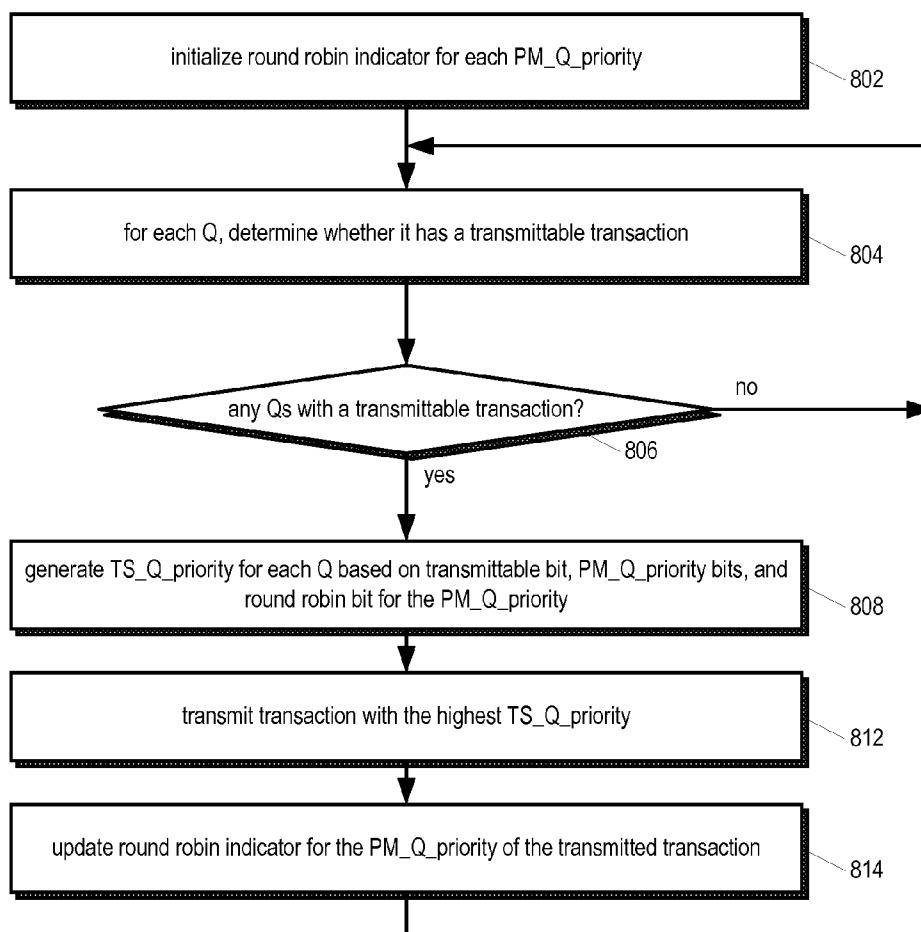 initialize round robin indicator for each PM_Q_priority
802
for each Q, determine whether it has a transmittable transaction
804
any Qs with a transmittable transaction?
no
806
yes
generate TS_Q_priority for each Q based on transmittable bit, PM_Q_priority bits, and
round robin bit for the PM_Q_priority
808
transmit transaction with the highest TS_Q_priority
812
update round robin indicator for the PM_Q_priority of the transmitted transaction
814